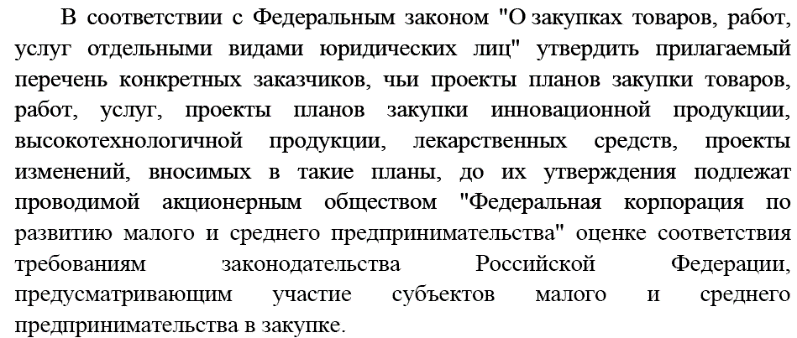 В соответствии с Федеральным законом "О закупках товаров, работ,
услуг отдельными видами юридических лиц" утвердить прилагаемый
перечень конкретных заказчиков, чьи проекты планов закупки товаров,
работ, услуг, проекты планов закупки инновационной продукции,
высокотехнологичной продукции, лекарственных средств, проекты
изменений, вносимых в такие планы, до их утверждения подлежат
проводимой акционерным обществом "Федеральная корпорация по
развитию малого и среднего предпринимательства" оценке соответствия
требованиям законодательства Российской Федерации,
предусматривающим участие субъектов малого и среднего
предпринимательства в закупке.